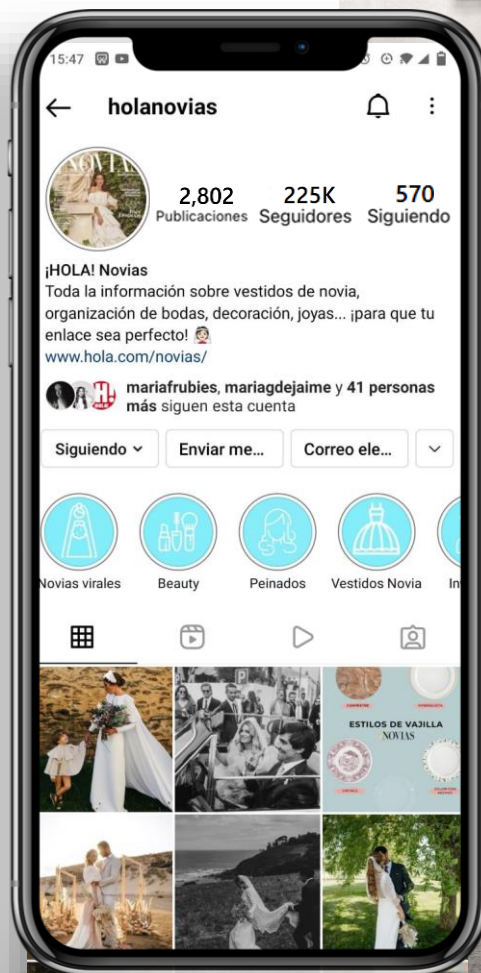 15:47
holanovias
NOVIAS
2,802 225K 570
Publicaciones Seguidores Siguiendo
¡HOLA! Novias
Toda la información sobre vestidos de novia,
organización de bodas, decoración, joyas... ¡para que tu
enlace sea perfecto!
www.hola.com/novias/
mariafrubies, mariagdejaime y 41 personas
más siguen esta cuenta
Siguiendo Enviar me... Correo ele...
Novias virales Beauty Peinados Vestidos Novia In
ESTILOS DE VAJILLA
NOVIAS